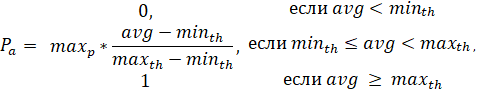 0, если avg < min_th
P_a = max_p * (avg − min_th)/(max_th − min_th), если min_th ≤ avg < max_th,
1 если avg ≥ max_th